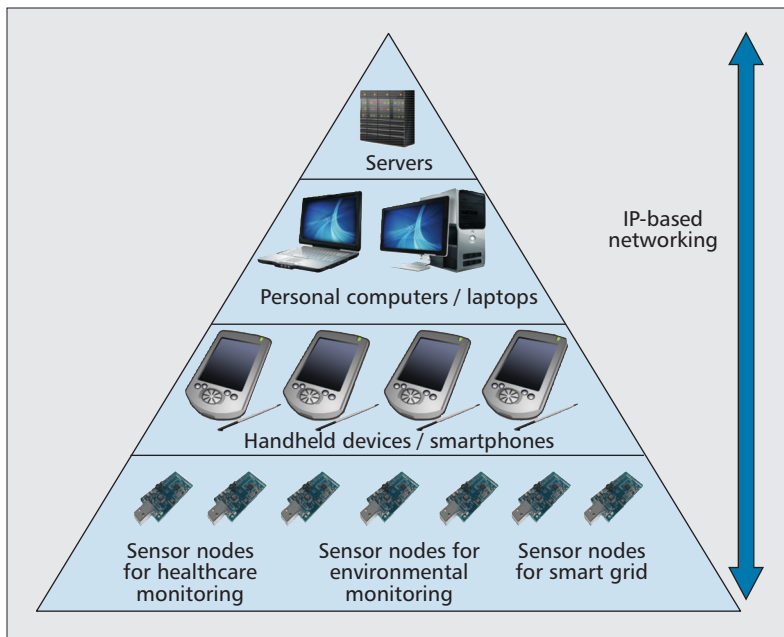 Servers
IP-based
networking
Personal computers / laptops
Handheld devices / smartphones
Sensor nodes
for healthcare
monitoring
Sensor nodes for
environmental
monitoring
Sensor nodes
for smart grid